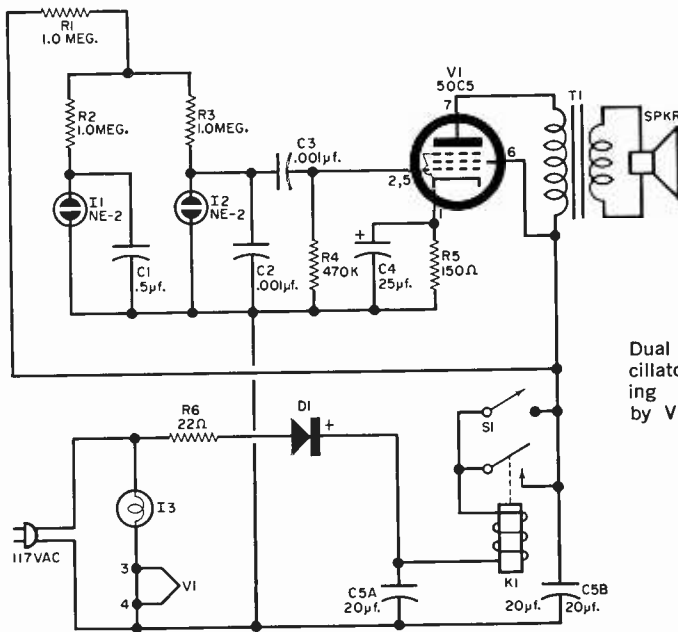 R1
1.0 MEG.
R2
1.0MEG.
R3
1.0MEG.
I1
NE-2
I2
NE-2
C1
.5µf.
C2
.001µf.
C3
.001µf.
R4
470K
C4
25µf.
+
R5
150Ω
V1
50C5
7
6
2,5
1
T1
SPKR
Dual
cillato
ing
by V
R6
22Ω
D1
+
S1
K1
I3
3
V1
4
117VAC
C5A
20µf.
C5B
20µf.
20µf.